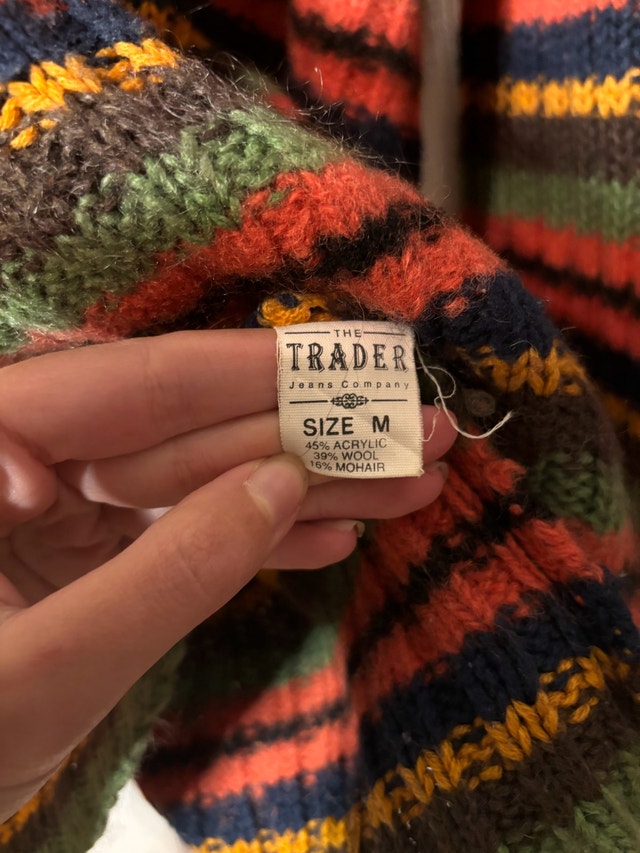 THE
TRADER
Jeans Company
SIZE M
45% ACRYLIC
39% WOOL
16% MOHAIR